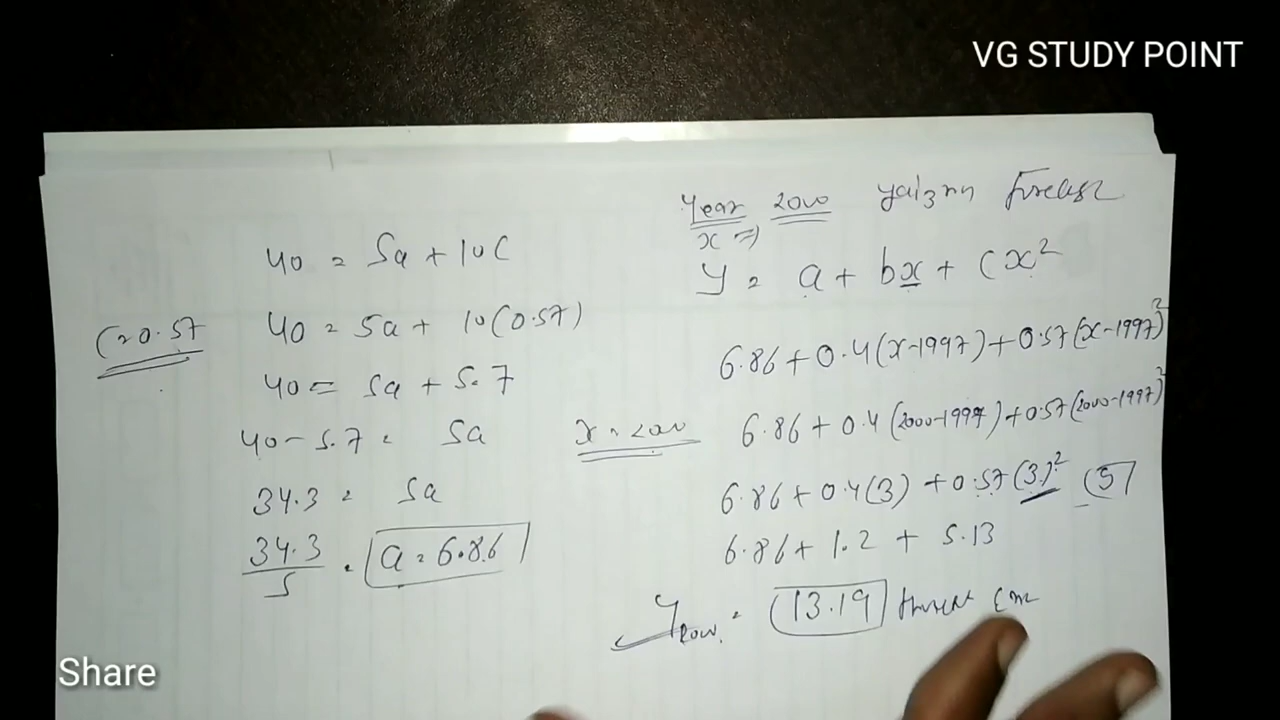 VG STUDY POINT
40 = 5a + 10C
C = 0.57
40 = 5a + 10(0.57)
40 = 5a + 5.7
40 - 5.7 = 5a
34.3 = 5a
34.3/5 = a = 6.86
Year 2000 Forecast
x ⇒
y = a + bx + Cx²
6.86 + 0.4(x-1997) + 0.57(x-1997)²
x = 2000 6.86 + 0.4(2000-1997) + 0.57(2000-1997)²
6.86 + 0.4(3) + 0.57(3)²
6.86 + 1.2 + 5.13
y = 13.19
Share